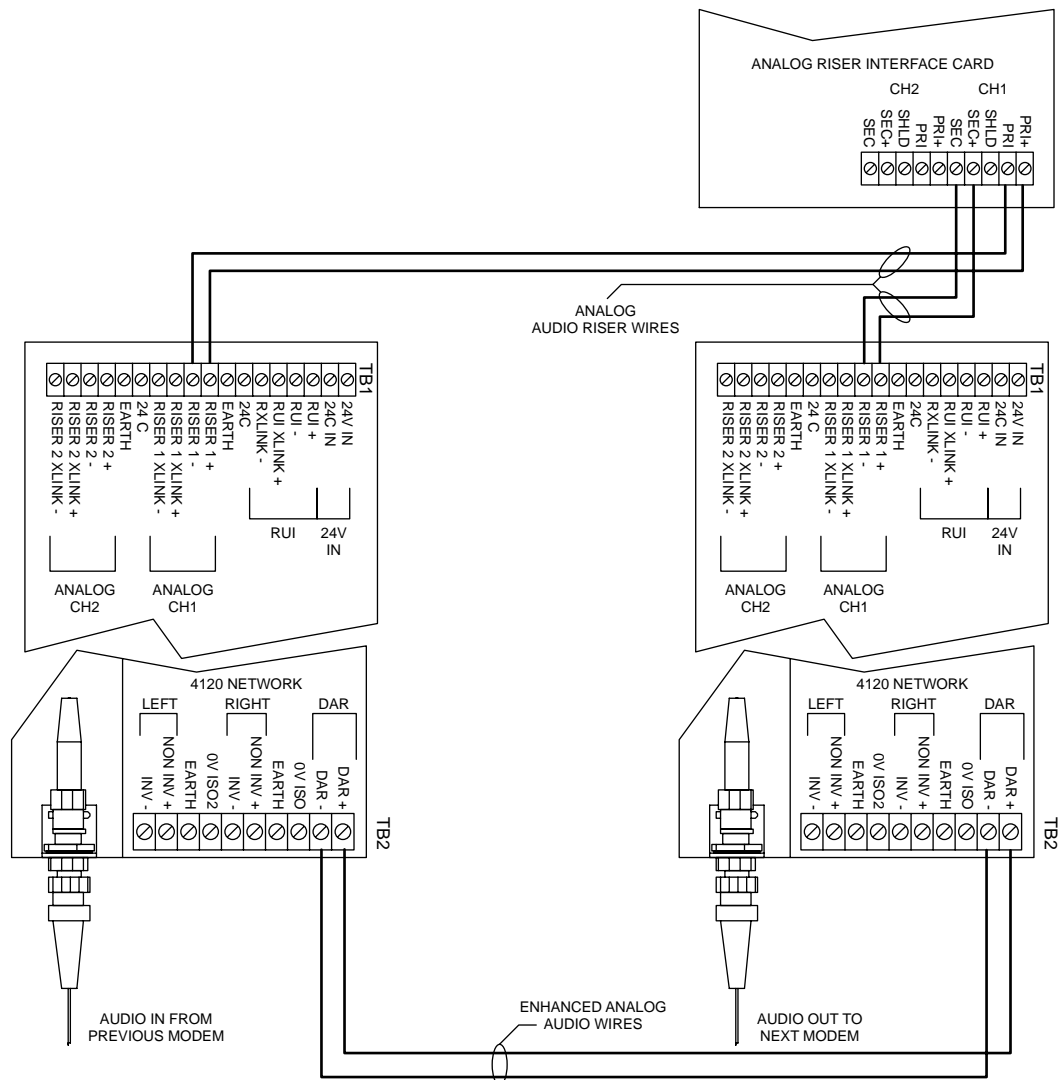 ANALOG RISER INTERFACE CARD
CH2
CH1
SEC
SEC+
SHLD
PRI
PRI+
SEC
SEC+
SHLD
PRI
PRI+
ANALOG
AUDIO RISER WIRES
TB1
RISER 2 XLINK -
RISER 2 XLINK +
RISER 2 -
RISER 2 +
EARTH
24 C
RISER 1 XLINK -
RISER 1 XLINK +
RISER 1 -
RISER 1 +
EARTH
24C
RXLINK -
RUI XLINK +
RUI -
RUI +
24C IN
24V IN
RUI
24V
IN
ANALOG
CH2
ANALOG
CH1
TB1
RISER 2 XLINK -
RISER 2 XLINK +
RISER 2 -
RISER 2 +
EARTH
24 C
RISER 1 XLINK -
RISER 1 XLINK +
RISER 1 -
RISER 1 +
EARTH
24C
RXLINK -
RUI XLINK +
RUI -
RUI +
24C IN
24V IN
RUI
24V
IN
ANALOG
CH2
ANALOG
CH1
4120 NETWORK
LEFT
RIGHT
DAR
INV -
NON INV +
EARTH
0V ISO2
INV -
NON INV +
EARTH
0V ISO
DAR -
DAR +
TB2
4120 NETWORK
LEFT
RIGHT
DAR
INV -
NON INV +
EARTH
0V ISO2
INV -
NON INV +
EARTH
0V ISO
DAR -
DAR +
TB2
AUDIO IN FROM
PREVIOUS MODEM
ENHANCED ANALOG
AUDIO WIRES
AUDIO OUT TO
NEXT MODEM